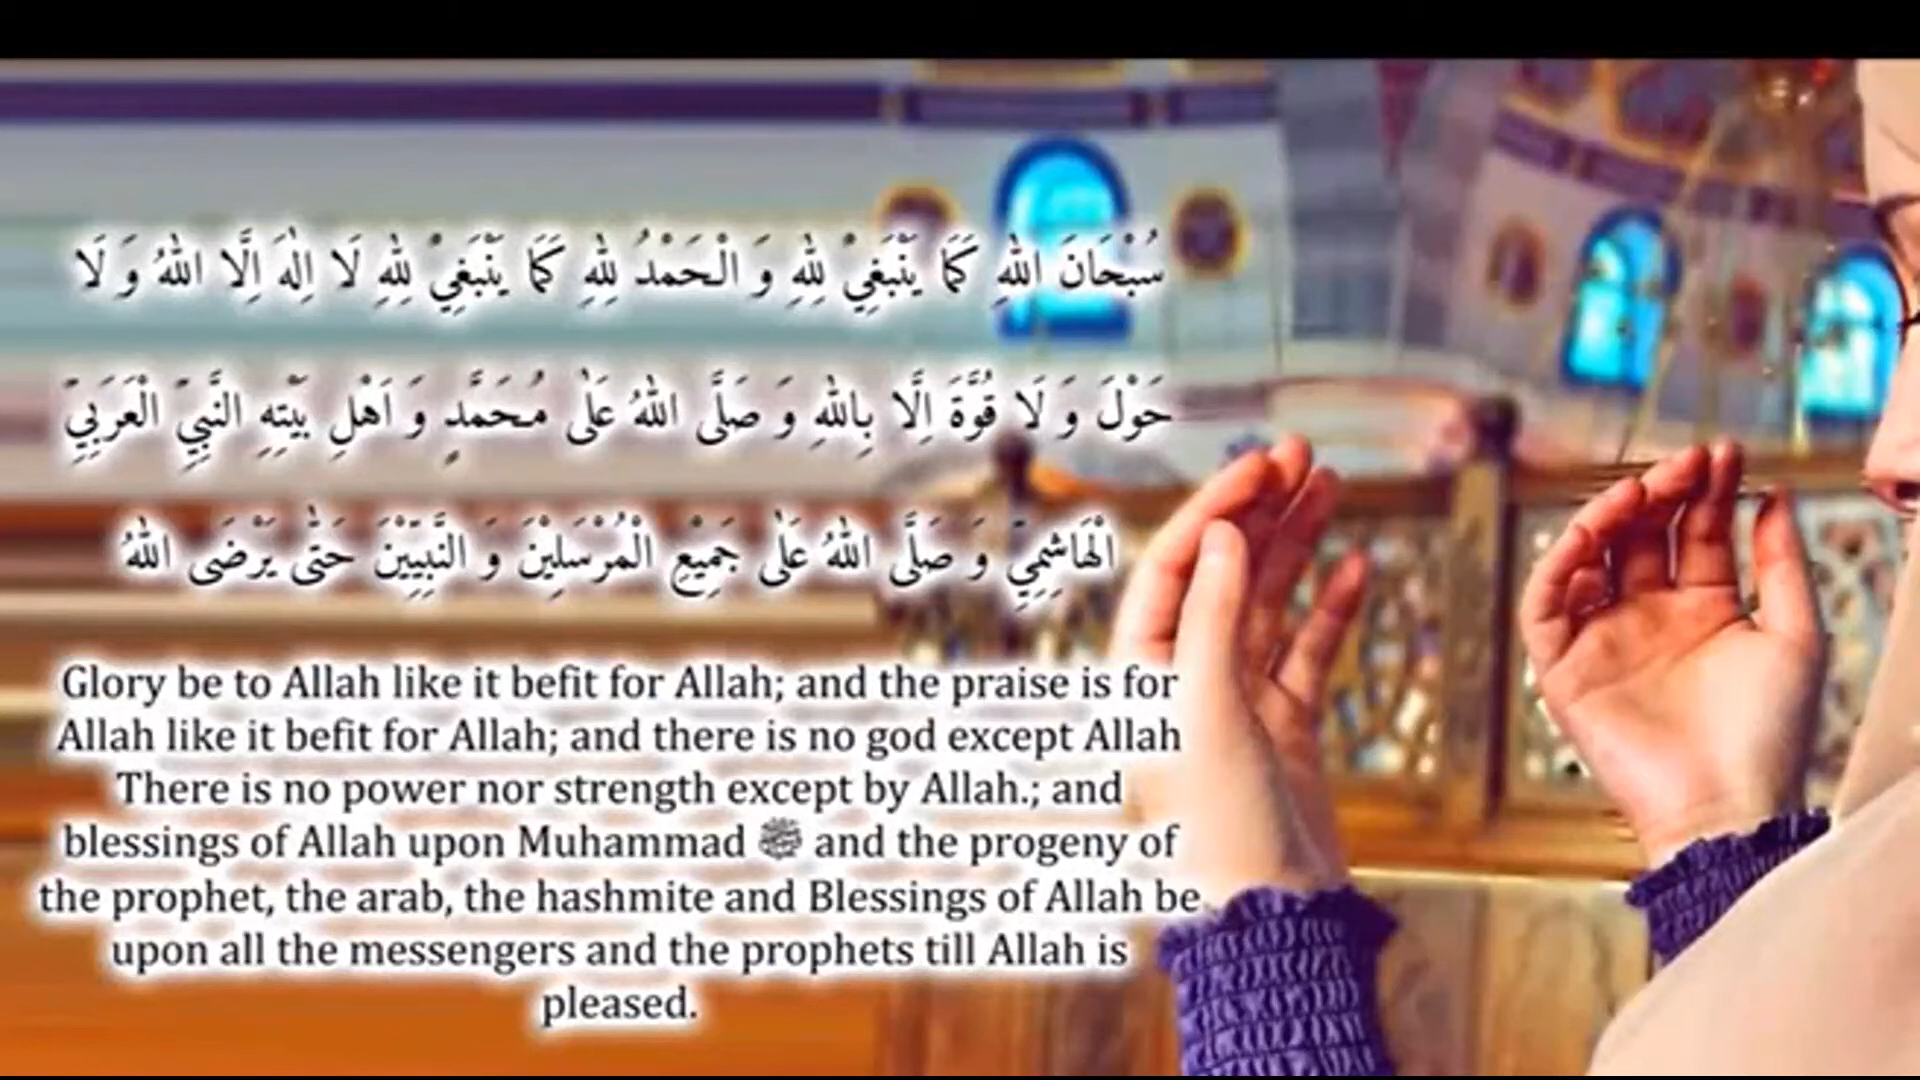 سُبْحَانَ اللهِ كَمَا يَنْبَغِيْ لِلهِ وَ الْحَمْدُ لِلهِ كَمَا يَنْبَغِيْ لِلهِ لَا اِلٰهَ اِلَّا اللهُ وَ لَا
حَوْلَ وَ لَا قُوَّةَ اِلَّا بِاللهِ وَ صَلَّى اللهُ عَلٰى مُحَمَّدٍ وَ اَهْلِ بَيْتِهِ النَّبِيِّ الْعَرَبِيِّ
الْهَاشِمِيِّ وَ صَلَّى اللهُ عَلٰى جَمِيْعِ الْمُرْسَلِيْنَ وَ النَّبِيِّيْنَ حَتّٰى يَرْضَى اللهُ
Glory be to Allah like it befit for Allah; and the praise is for
Allah like it befit for Allah; and there is no god except Allah
There is no power nor strength except by Allah.; and
blessings of Allah upon Muhammad ﷺ and the progeny of
the prophet, the arab, the hashmite and Blessings of Allah be
upon all the messengers and the prophets till Allah is
pleased.